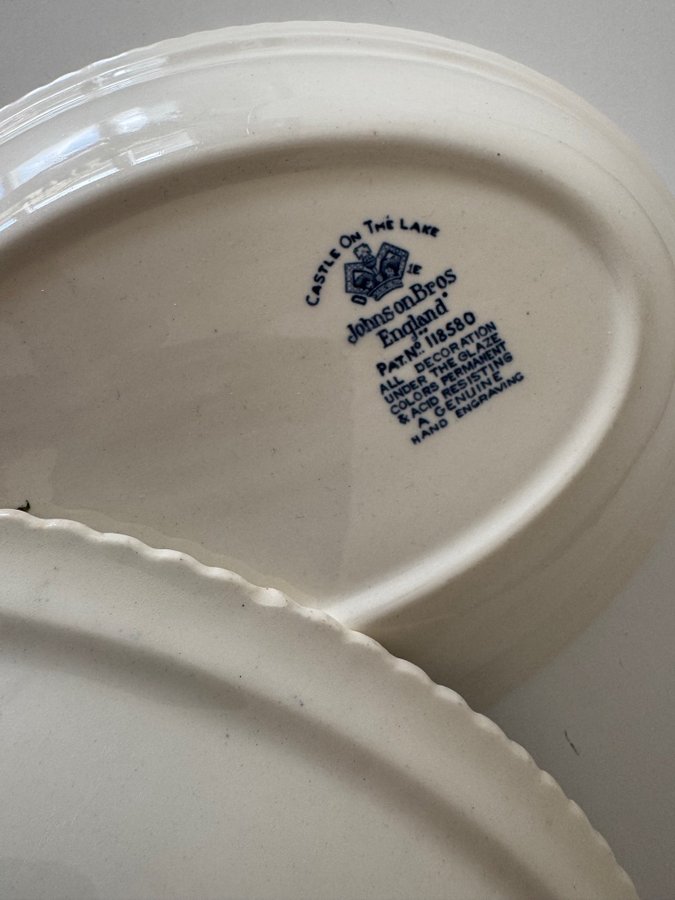 CASTLE ON THE LAKE
Johnson Bros
England
PAT. Nº 118580
ALL DECORATION
UNDER THE GLAZE
COLORS PERMANENT
& ACID RESISTING
A GENUINE
HAND ENGRAVING